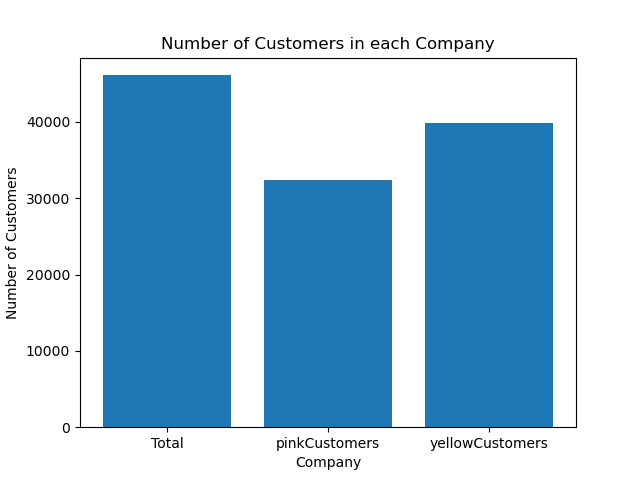 Number of Customers in each Company
Number of Customers
40000
30000
20000
10000
0
Total pinkCustomers yellowCustomers
Company